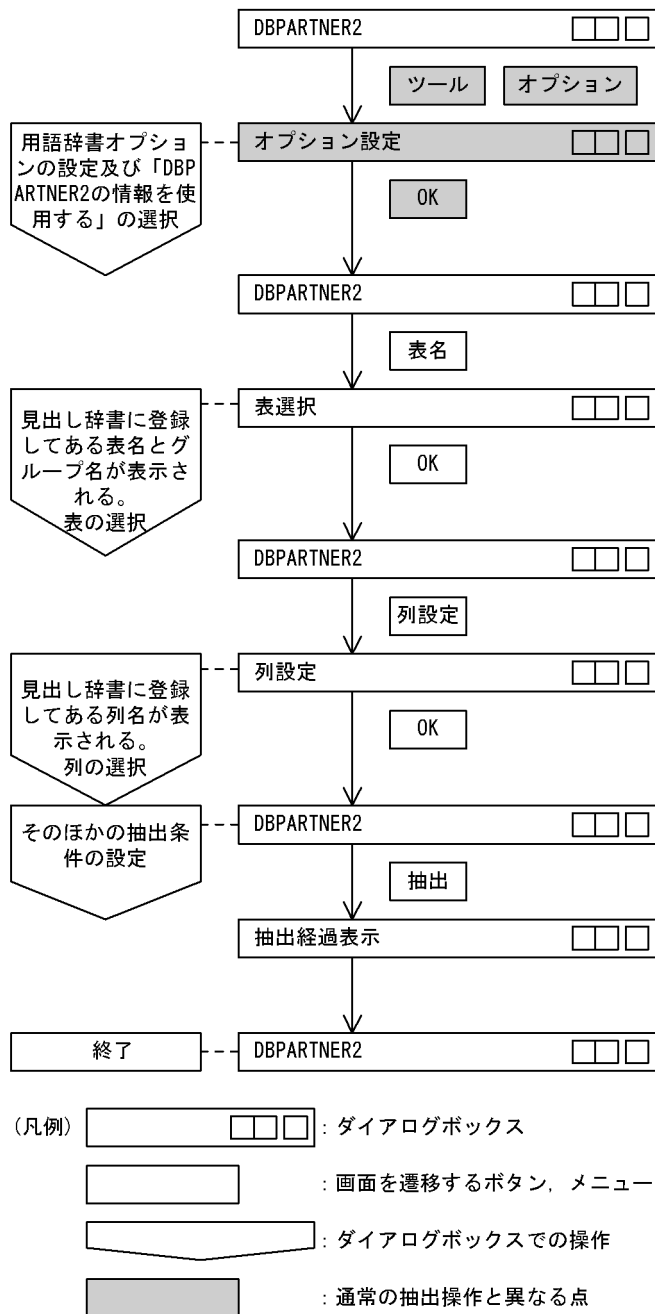 DBPARTNER2
ツール
オプション
用語辞書オプショ
ンの設定及び「DBP
ARTNER2の情報を使
用する」の選択
オプション設定
OK
DBPARTNER2
表名
見出し辞書に登録
してある表名とグ
ループ名が表示さ
れる。
表の選択
表選択
OK
DBPARTNER2
列設定
見出し辞書に登録
してある列名が表
示される。
列の選択
列設定
OK
そのほかの抽出条
件の設定
DBPARTNER2
抽出
抽出経過表示
終了
DBPARTNER2
(凡例)
:ダイアログボックス
:画面を遷移するボタン,メニュー
:ダイアログボックスでの操作
:通常の抽出操作と異なる点